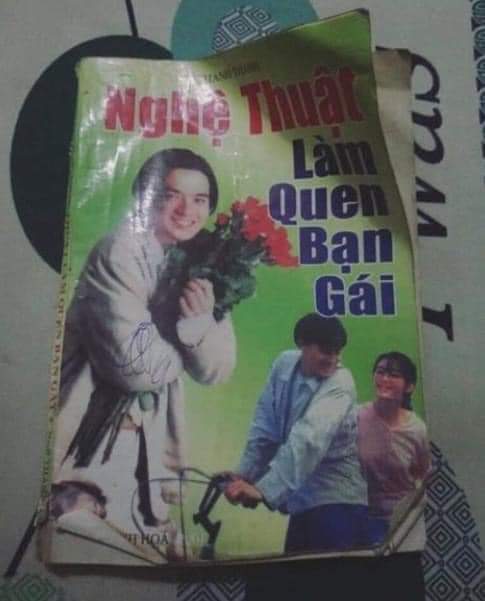 Nghệ Thuật
Làm
Quen
Bạn
Gái